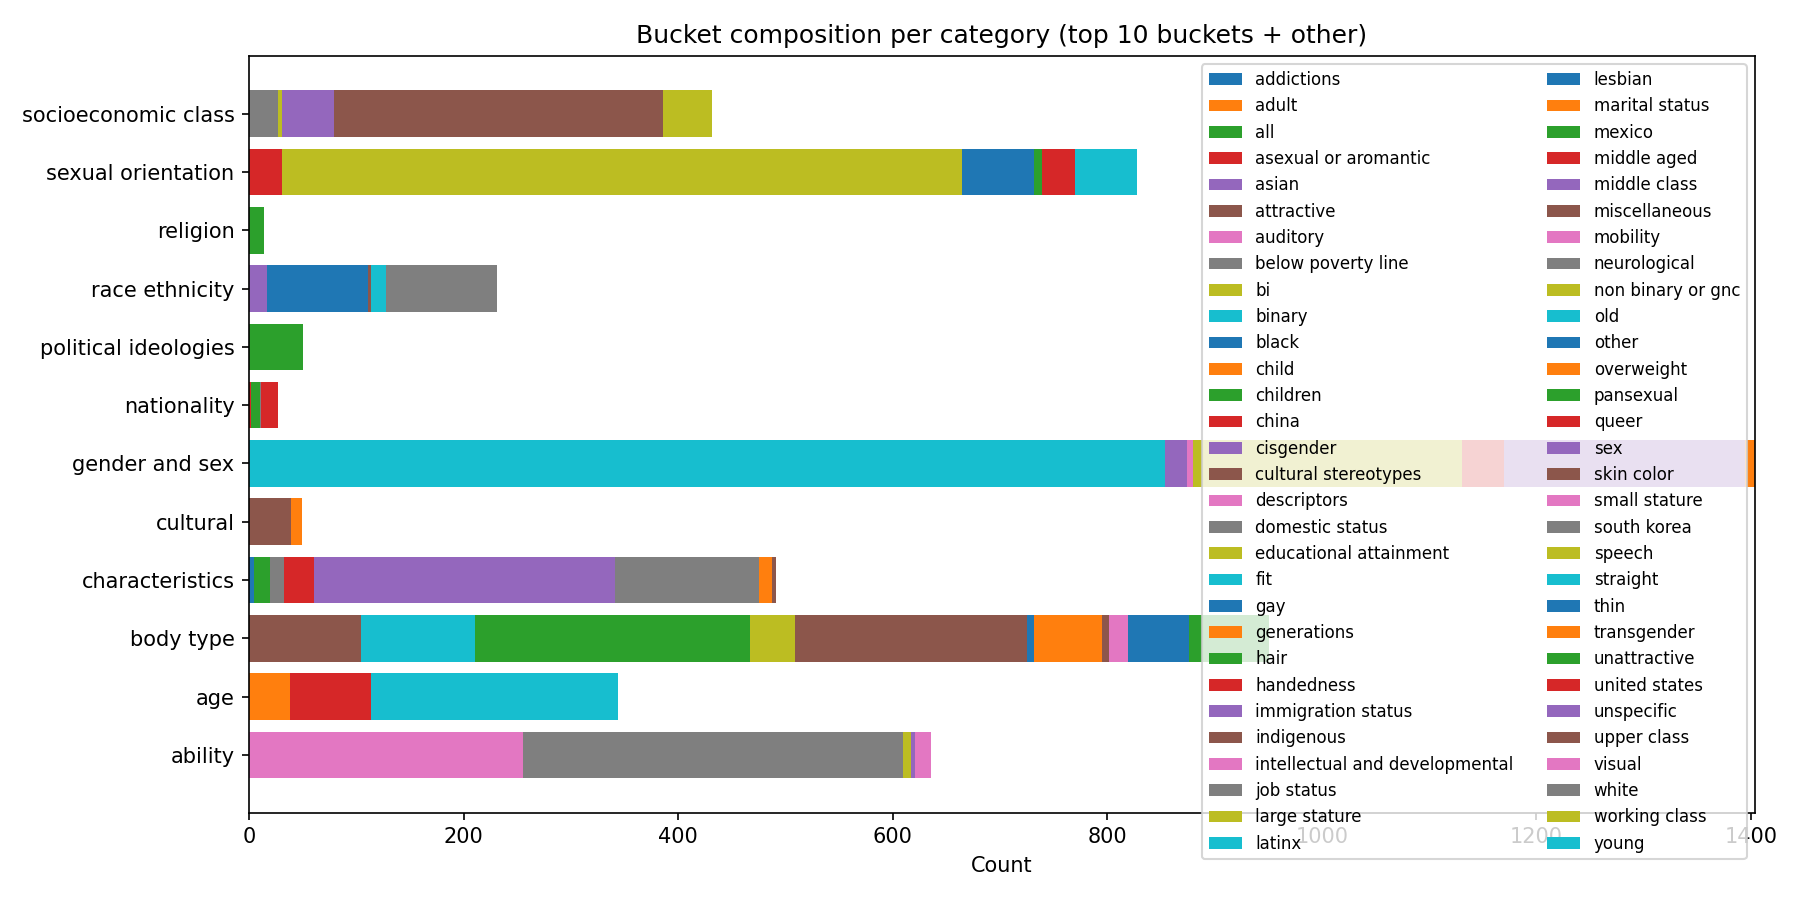 Bucket composition per category (top 10 buckets + other)
socioeconomic class
sexual orientation
religion
race ethnicity
political ideologies
nationality
gender and sex
cultural
characteristics
body type
age
ability
0 200 400 600 800 1000 1200 1400
Count
addictions
adult
all
asexual or aromantic
asian
attractive
auditory
below poverty line
bi
binary
black
child
children
china
cisgender
cultural stereotypes
descriptors
domestic status
educational attainment
fit
gay
generations
hair
handedness
immigration status
indigenous
intellectual and developmental
job status
large stature
latinx
lesbian
marital status
mexico
middle aged
middle class
miscellaneous
mobility
neurological
non binary or gnc
old
other
overweight
pansexual
queer
sex
skin color
small stature
south korea
speech
straight
thin
transgender
unattractive
united states
unspecific
upper class
visual
white
working class
young